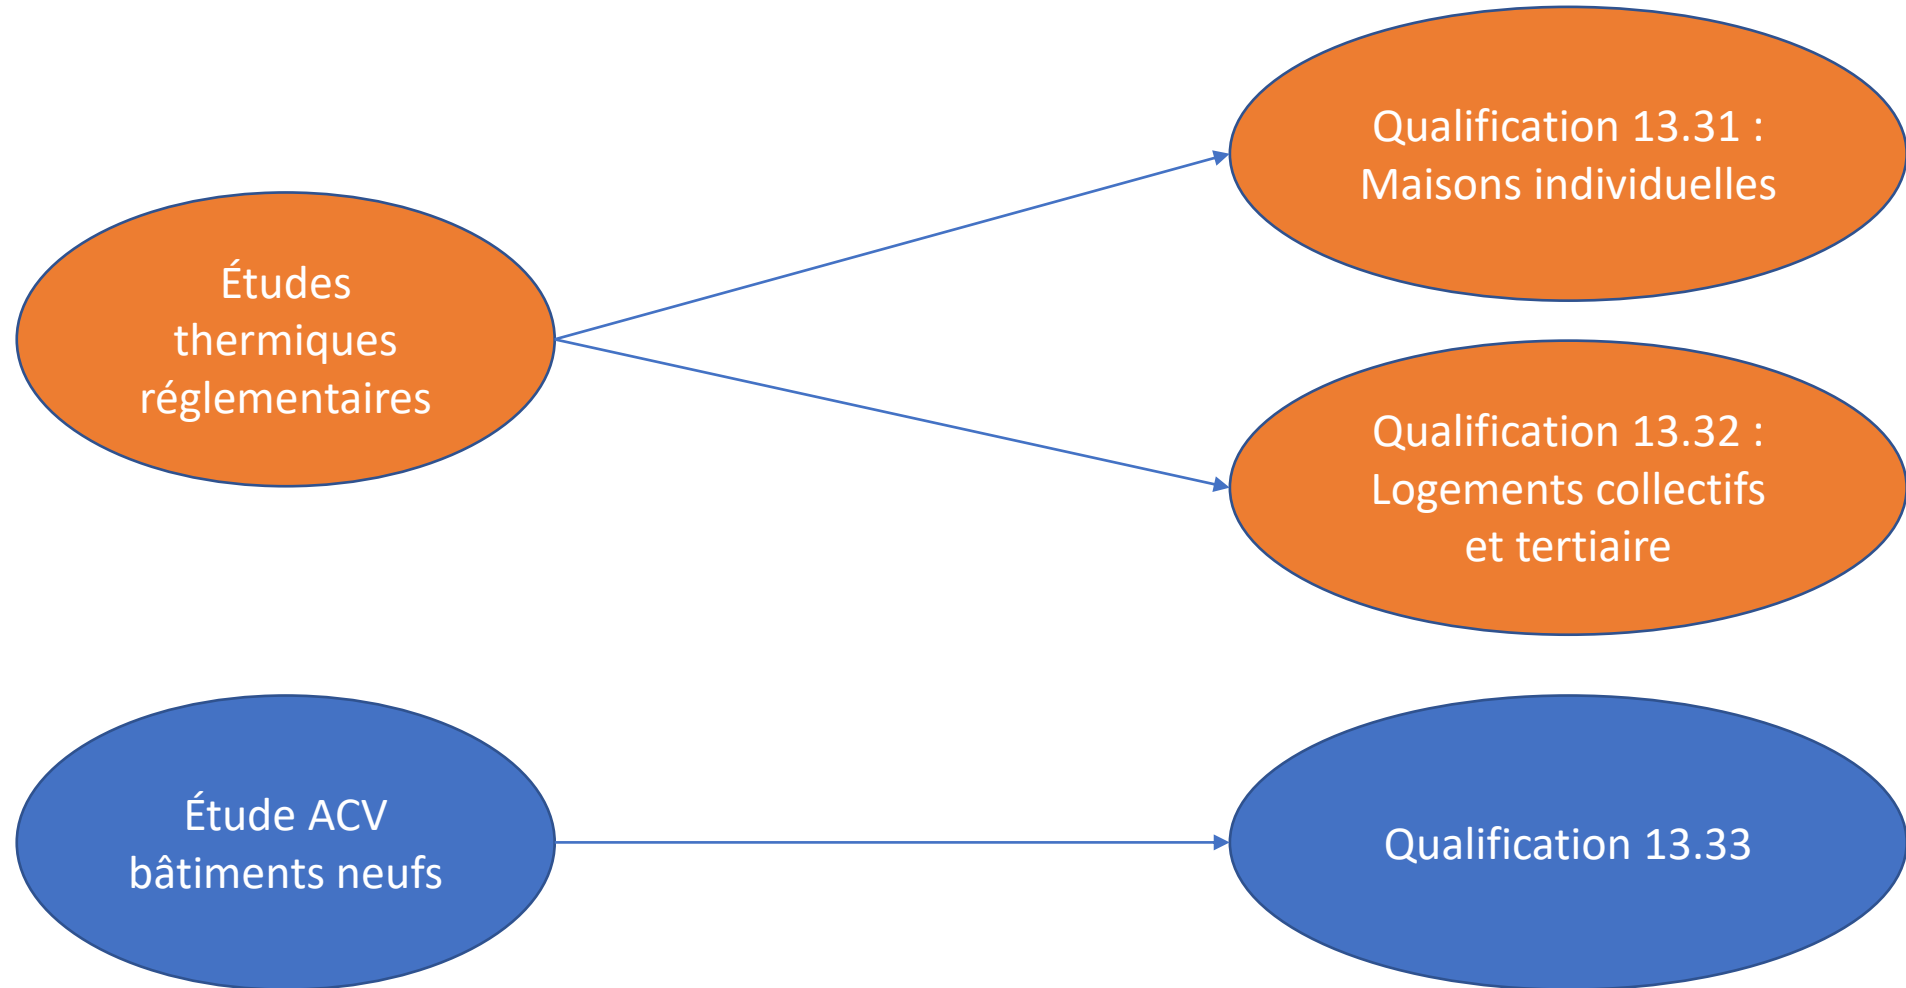 Études
thermiques
réglementaires
Qualification 13.31 :
Maisons individuelles
Qualification 13.32 :
Logements collectifs
et tertiaire
Étude ACV
bâtiments neufs
Qualification 13.33